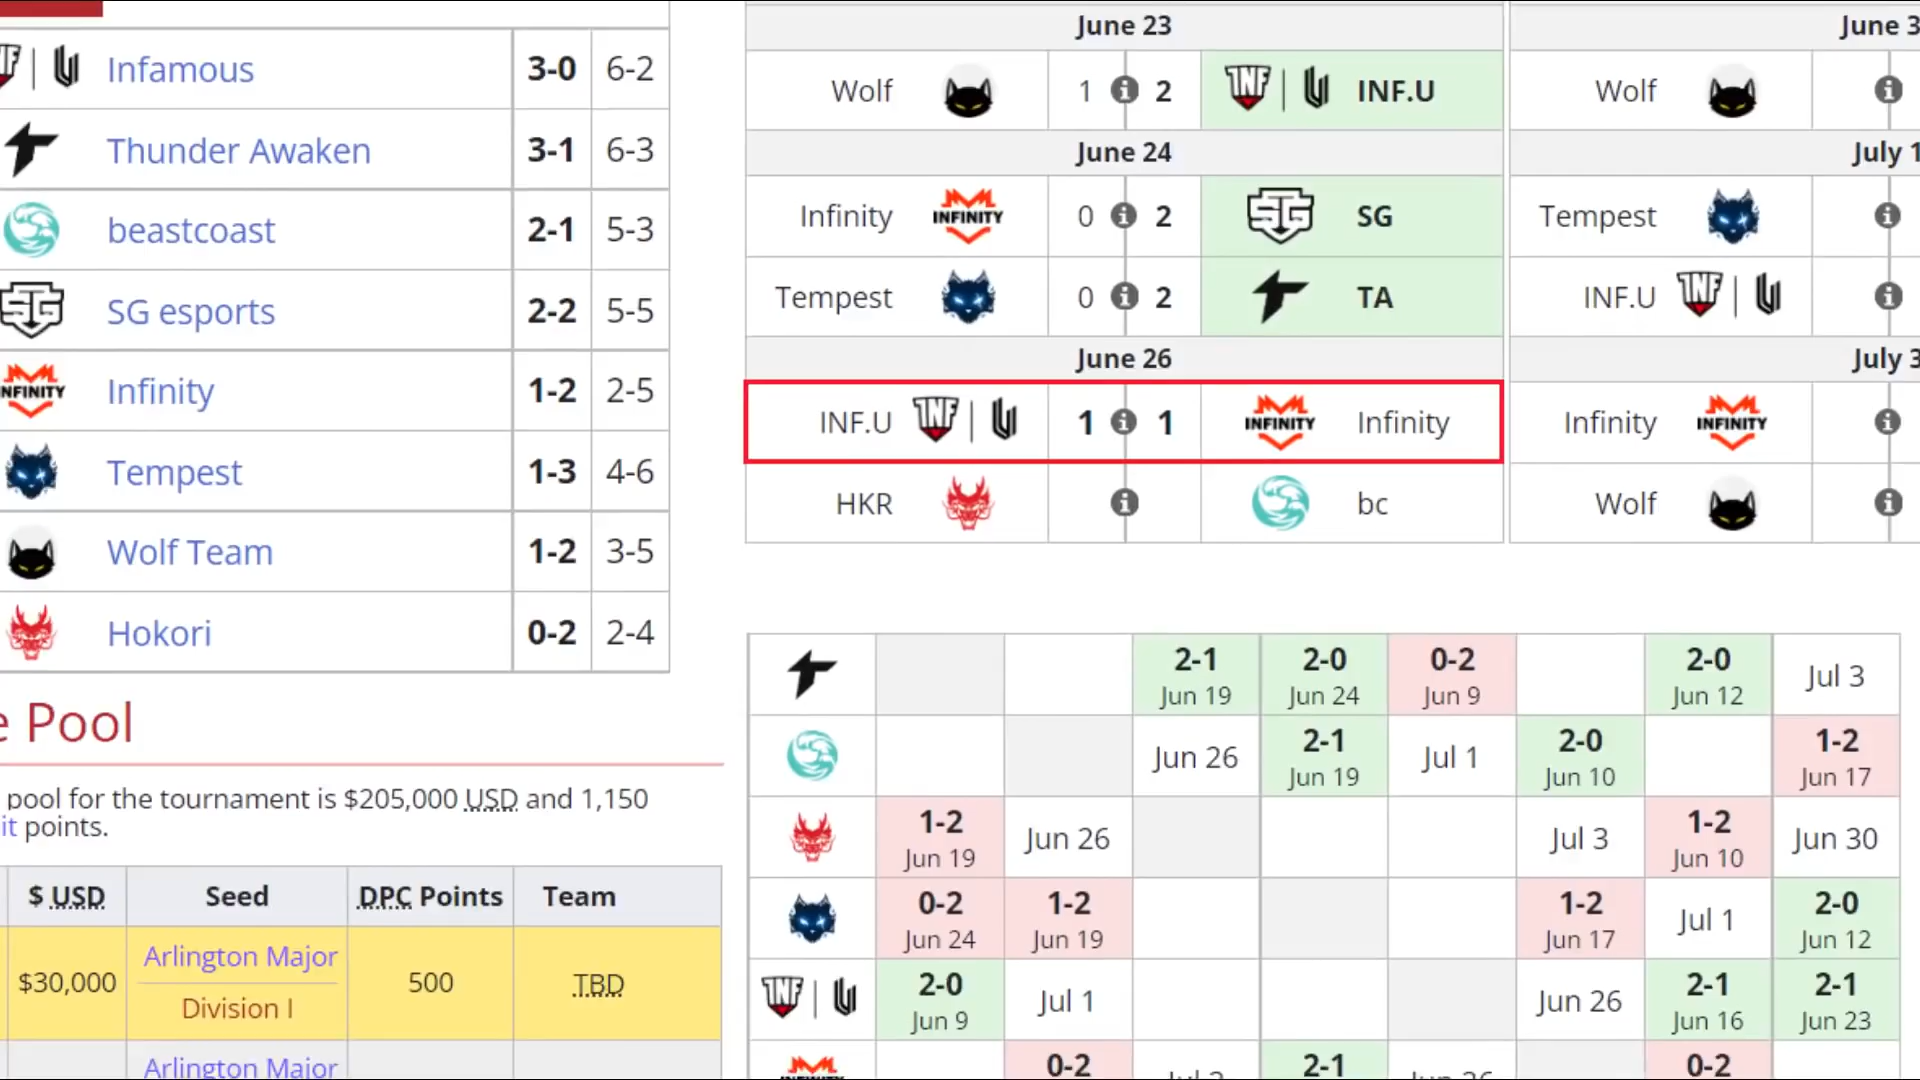 Infamous 3-0 6-2
Thunder Awaken 3-1 6-3
beastcoast 2-1 5-3
SG SG esports 2-2 5-5
INFINITY Infinity 1-2 2-5
Tempest 1-3 4-6
Wolf Team 1-2 3-5
Hokori 0-2 2-4
e Pool
pool for the tournament is $205,000 USD and 1,150
it points.
$ USD Seed DPC Points Team
$30,000 Arlington Major 500 TBD
Division I
Arlington Major
June 23
Wolf 1 2 INF INF.U
June 24
Infinity INFINITY 0 2 SG SG
Tempest 0 2 TA
June 26
INF.U INF 1 1 INFINITY Infinity
HKR bc
June 3
Wolf
July 1
Tempest
INF.U INF
July 3
Infinity INFINITY
Wolf
2-1 2-0 0-2 2-0 Jul 3
Jun 19 Jun 24 Jun 9 Jun 12
Jun 26 2-1 Jul 1 2-0 1-2
Jun 19 Jun 10 Jun 17
1-2 Jun 26 Jul 3 1-2 Jun 30
Jun 19 Jun 10
0-2 1-2 1-2 Jul 1 2-0
Jun 24 Jun 19 Jun 17 Jun 12
INF 2-0 Jul 1 Jun 26 2-1 2-1
Jun 9 Jun 16 Jun 23
0-2 2-1 0-2